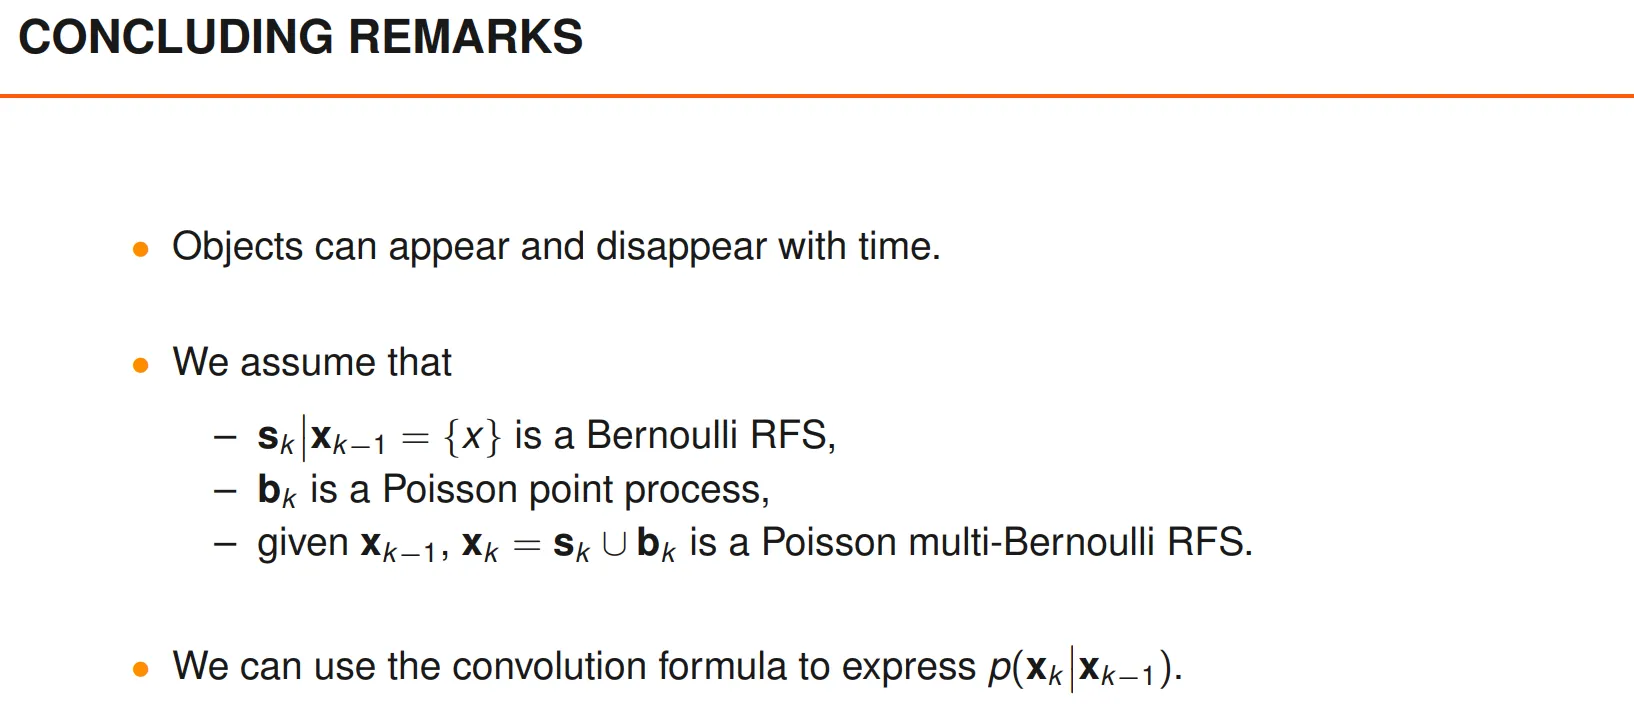 CONCLUDING REMARKS
• Objects can appear and disappear with time.
• We assume that
– $\mathbf{s}_k|\mathbf{x}_{k-1} = \{x\}$ is a Bernoulli RFS,
– $\mathbf{b}_k$ is a Poisson point process,
– given $\mathbf{x}_{k-1}$, $\mathbf{x}_k = \mathbf{s}_k \cup \mathbf{b}_k$ is a Poisson multi-Bernoulli RFS.
• We can use the convolution formula to express $p(\mathbf{x}_k|\mathbf{x}_{k-1})$.